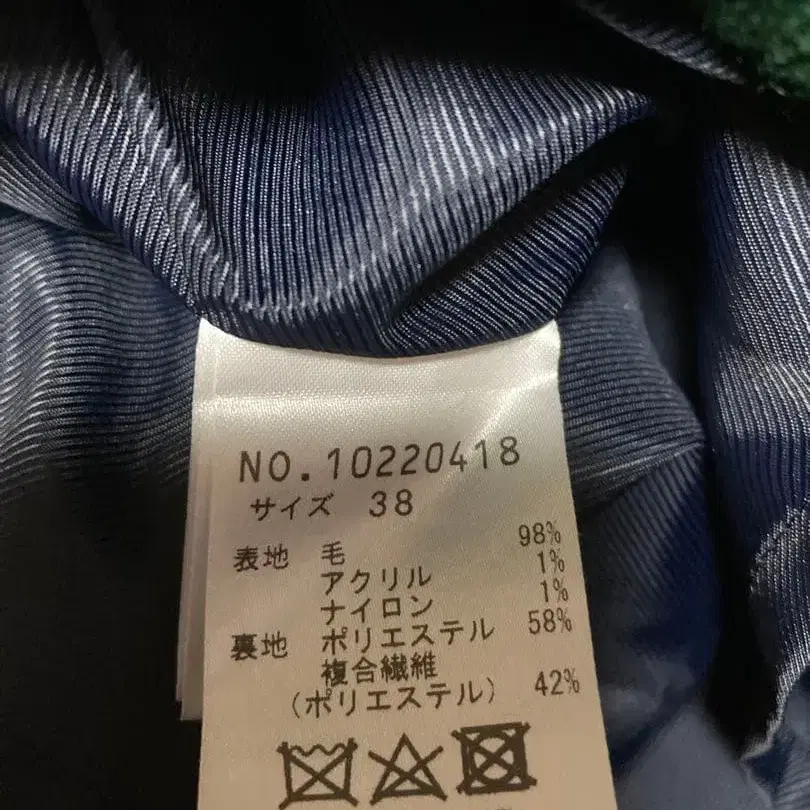 NO.10220418
サイズ 38
表地 毛 98%
アクリル 1%
ナイロン 1%
裏地 ポリエステル 58%
複合繊維
(ポリエステル) 42%